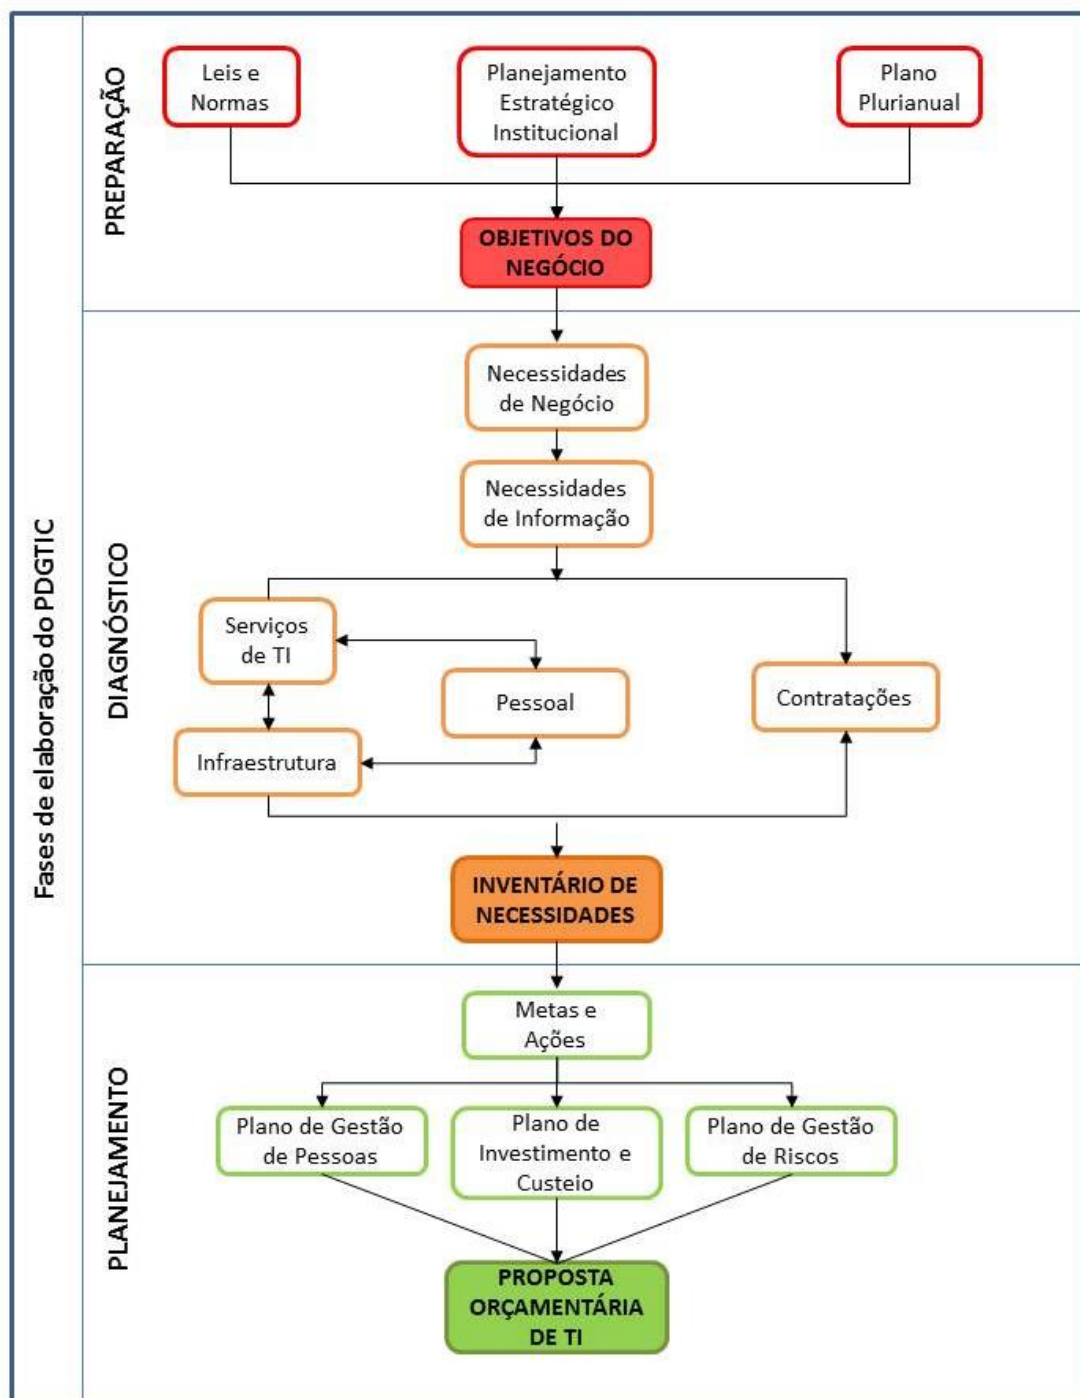 Fases de elaboração do PDGTIC
PREPARAÇÃO
Leis e
Normas
Planejamento
Estratégico
Institucional
Plano
Plurianual
OBJETIVOS DO
NEGÓCIO
DIAGNÓSTICO
Necessidades
de Negócio
Necessidades
de Informação
Serviços
de TI
Pessoal
Contratações
Infraestrutura
INVENTÁRIO DE
NECESSIDADES
PLANEJAMENTO
Metas e
Ações
Plano de Gestão
de Pessoas
Plano de
Investimento e
Custeio
Plano de Gestão
de Riscos
PROPOSTA
ORÇAMENTÁRIA
DE TI